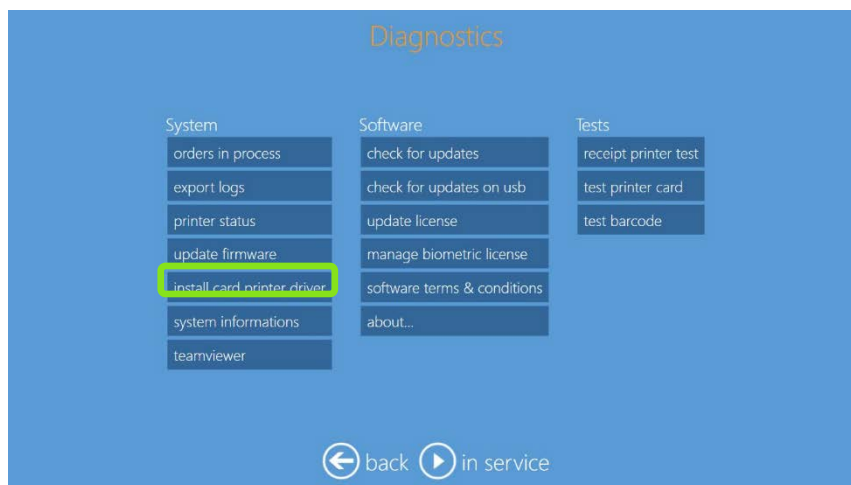 Diagnostics
System
orders in process
export logs
printer status
update firmware
install card printer driver
system informations
teamviewer
Software
check for updates
check for updates on usb
update license
manage biometric license
software terms & conditions
about...
Tests
receipt printer test
test printer card
test barcode
back
in service